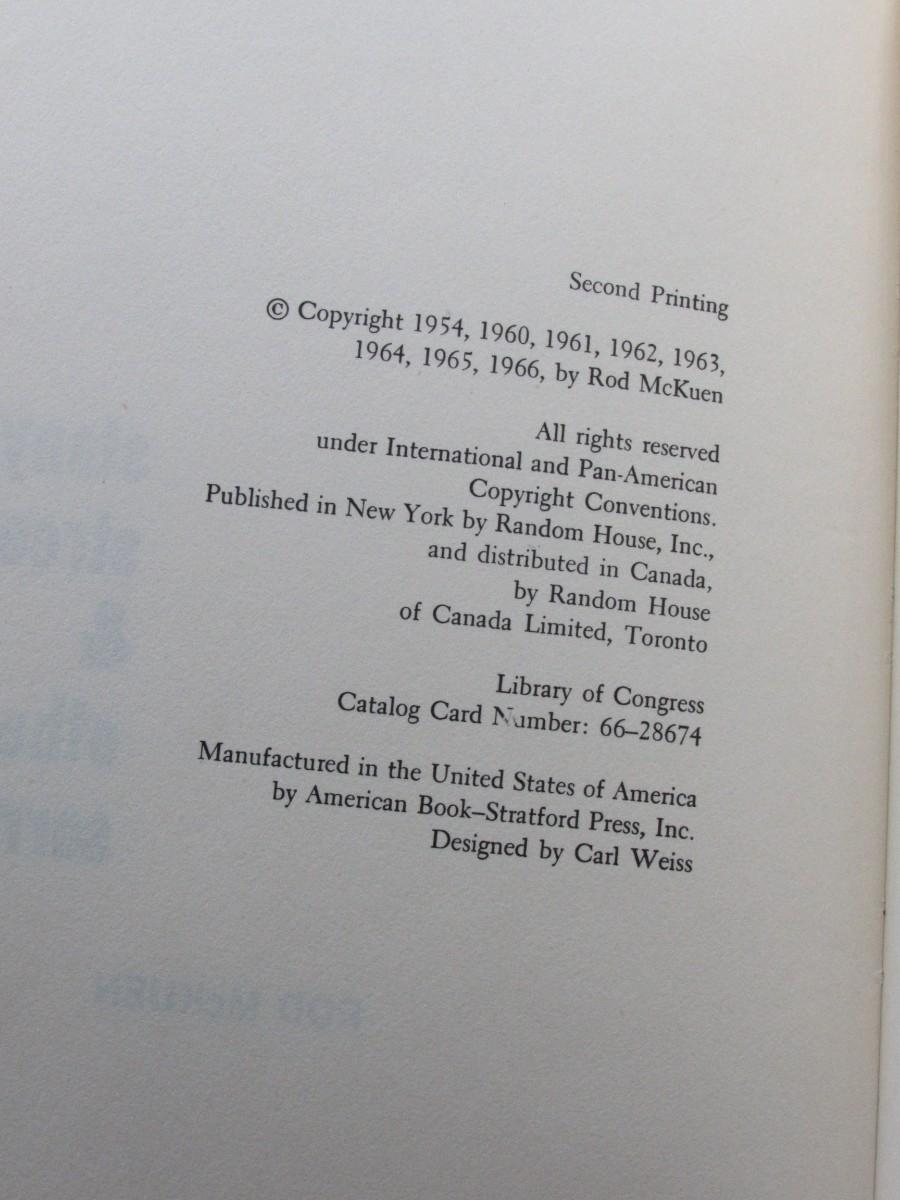 Second Printing
© Copyright 1954, 1960, 1961, 1962, 1963,
1964, 1965, 1966, by Rod McKuen
All rights reserved
under International and Pan-American
Copyright Conventions.
Published in New York by Random House, Inc.,
and distributed in Canada,
by Random House
of Canada Limited, Toronto
Library of Congress
Catalog Card Number: 66–28674
Manufactured in the United States of America
by American Book–Stratford Press, Inc.
Designed by Carl Weiss
&
ROD McKUEN